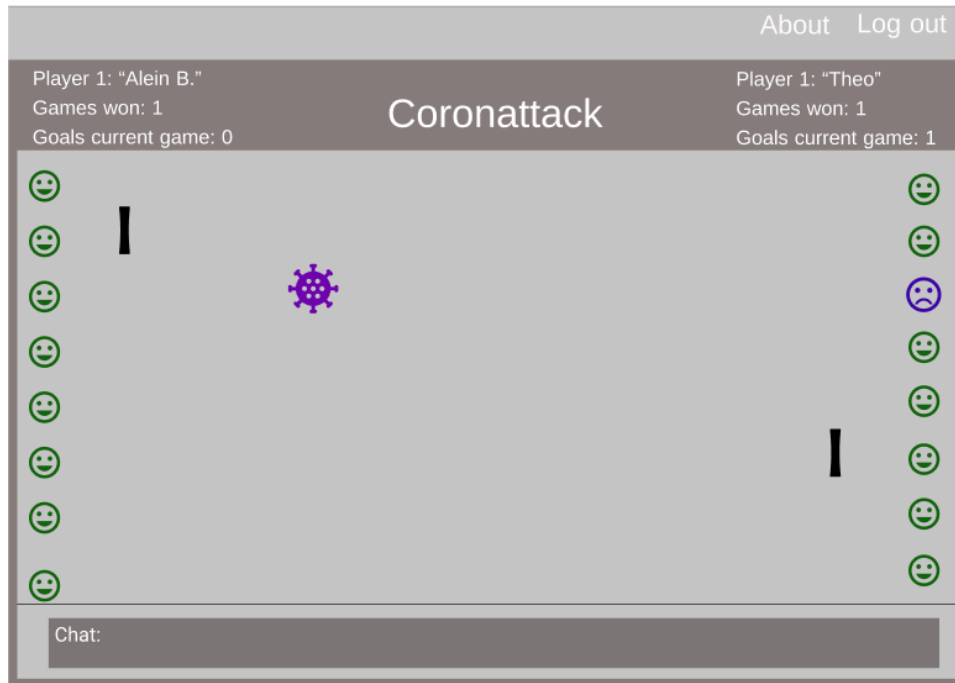 About Log out
Player 1: “Alein B.”
Games won: 1
Goals current game: 0
Coronattack
Player 1: “Theo”
Games won: 1
Goals current game: 1
Chat: